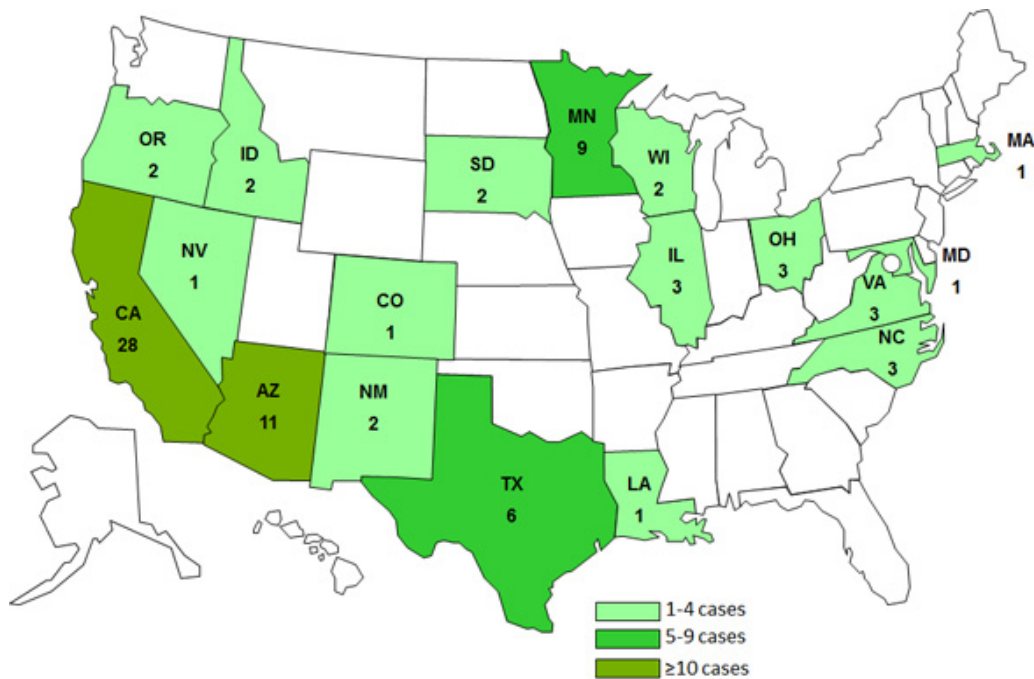 MN
9
MA
1
OR
2
ID
2
WI
2
SD
2
NV
1
OH
3
IL
3
MD
1
VA
3
CO
1
CA
28
NC
3
AZ
11
NM
2
TX
6
LA
1
1-4 cases
5-9 cases
≥10 cases